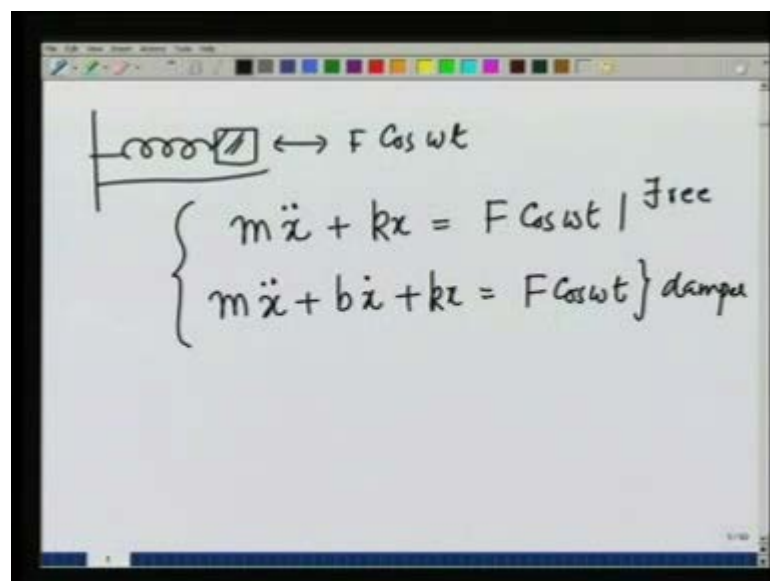 F Cos ωt
mẍ + kx = F Cos ωt | Free
mẍ + bẋ + kx = F Cos ωt } damper